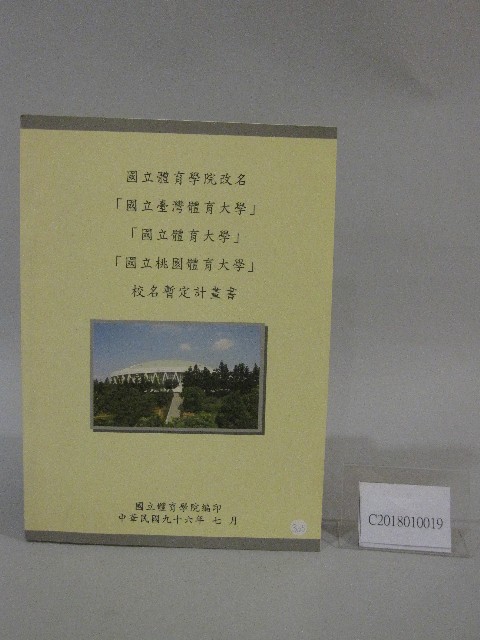 國立體育學院改名
「國立臺灣體育大學」
「國立體育大學」
「國立桃園體育大學」
校名暫定計畫書
國立體育學院編印
中華民國九十六年 七 月
C2018010019